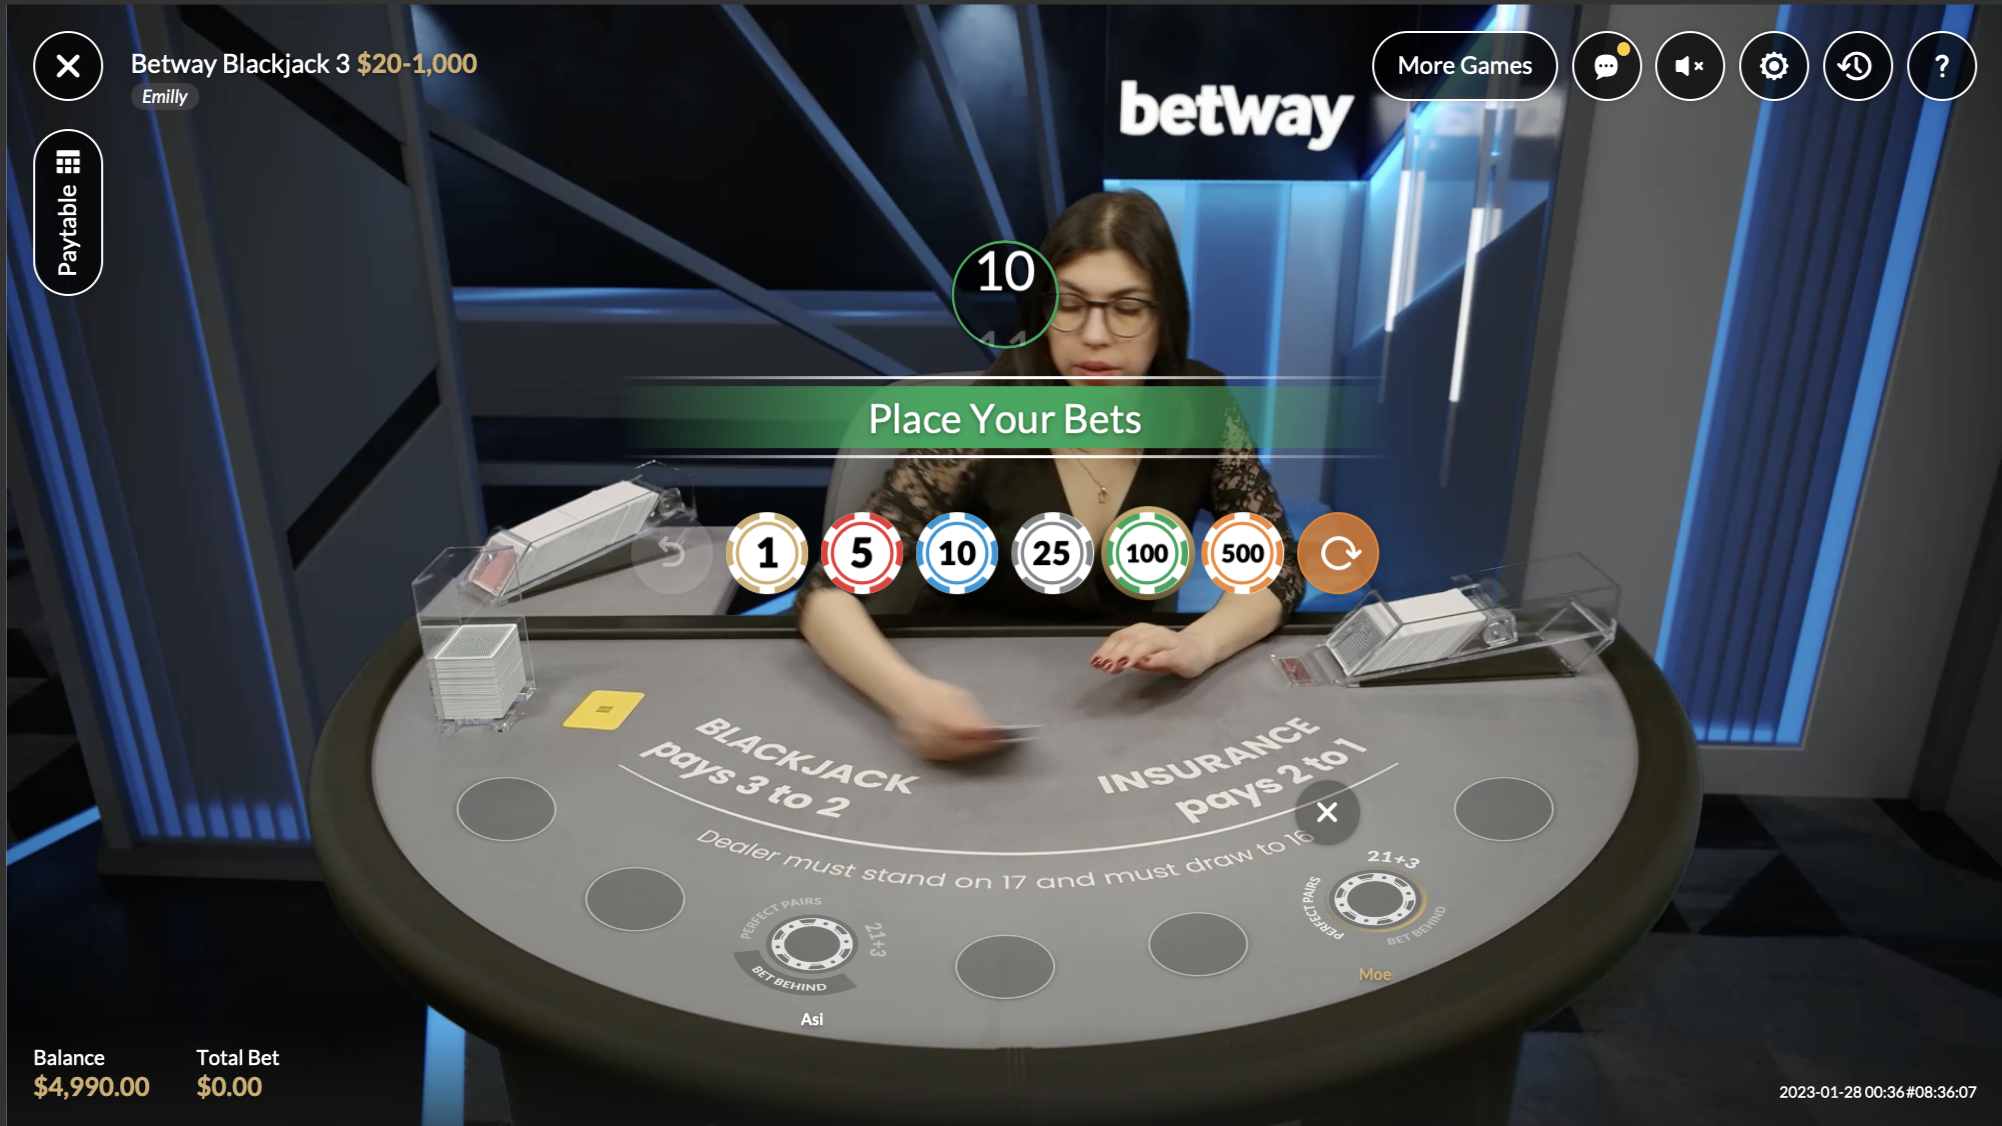 Betway Blackjack 3 $20-1,000
Emilly
More Games
?
betway
Paytable
10
11
Place Your Bets
1
5
10
25
100
500
BLACKJACK
pays 3 to 2
INSURANCE
pays 2 to 1
Dealer must stand on 17 and must draw to 16
PERFECT PAIRS
21+3
BET BEHIND
Asi
21+3
PERFECT PAIRS
BET BEHIND
Moe
Balance
$4,990.00
Total Bet
$0.00
2023-01-28 00:36#08:36:07